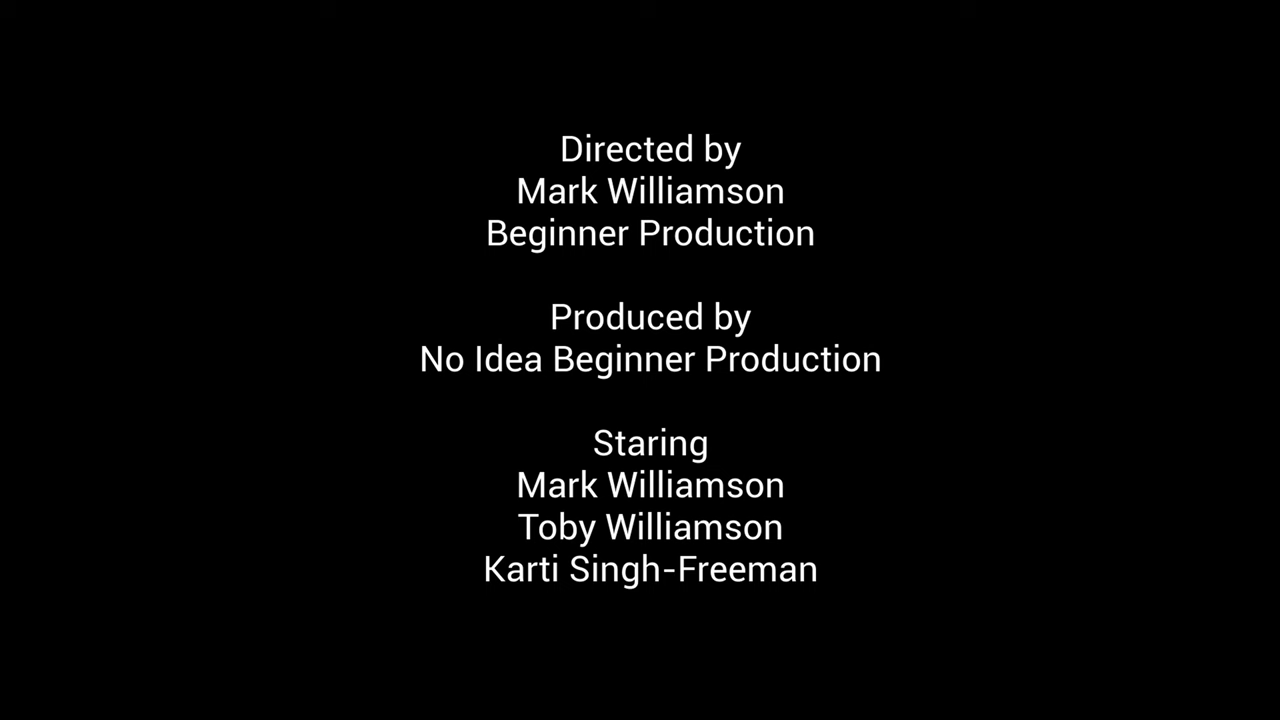 Directed by
Mark Williamson
Beginner Production
Produced by
No Idea Beginner Production
Staring
Mark Williamson
Toby Williamson
Karti Singh-Freeman